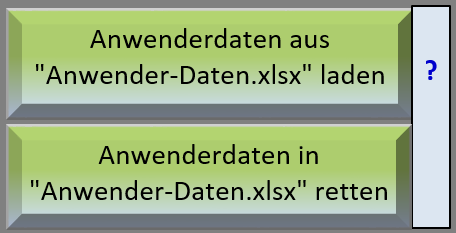 Anwenderdaten aus
"Anwender-Daten.xlsx" laden
?
Anwenderdaten in
"Anwender-Daten.xlsx" retten